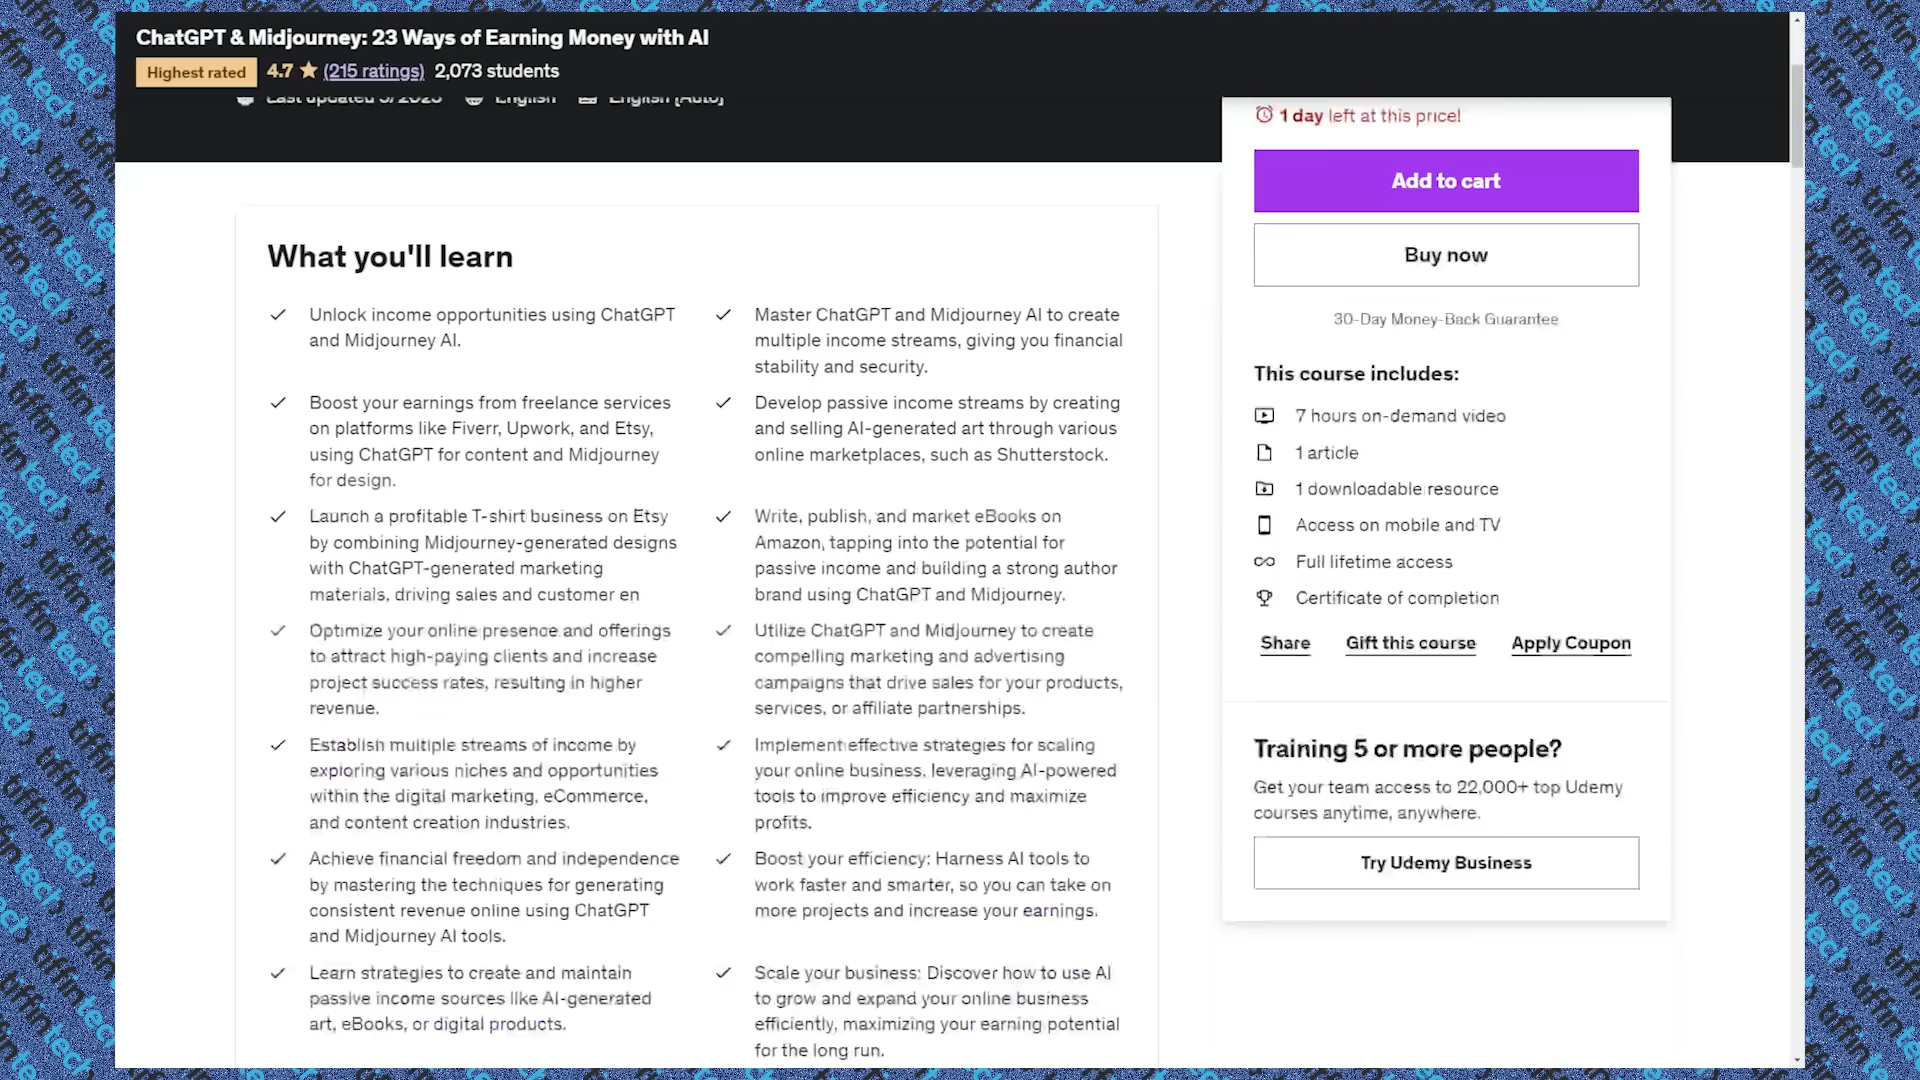 ChatGPT & Midjourney: 23 Ways of Earning Money with AI
Highest rated 4.7 (215 ratings) 2,073 students
Last updated 5/2023 English English [Auto]
1 day left at this price!
Add to cart
Buy now
30-Day Money-Back Guarantee
This course includes:
7 hours on-demand video
1 article
1 downloadable resource
Access on mobile and TV
Full lifetime access
Certificate of completion
Share Gift this course Apply Coupon
Training 5 or more people?
Get your team access to 22,000+ top Udemy
courses anytime, anywhere.
Try Udemy Business
What you'll learn
Unlock income opportunities using ChatGPT
and Midjourney AI.
Master ChatGPT and Midjourney AI to create
multiple income streams, giving you financial
stability and security.
Boost your earnings from freelance services
on platforms like Fiverr, Upwork, and Etsy,
using ChatGPT for content and Midjourney
for design.
Develop passive income streams by creating
and selling AI-generated art through various
online marketplaces, such as Shutterstock.
Launch a profitable T-shirt business on Etsy
by combining Midjourney-generated designs
with ChatGPT-generated marketing
materials, driving sales and customer en
Write, publish, and market eBooks on
Amazon, tapping into the potential for
passive income and building a strong author
brand using ChatGPT and Midjourney.
Optimize your online presence and offerings
to attract high-paying clients and increase
project success rates, resulting in higher
revenue.
Utilize ChatGPT and Midjourney to create
compelling marketing and advertising
campaigns that drive sales for your products,
services, or affiliate partnerships.
Establish multiple streams of income by
exploring various niches and opportunities
within the digital marketing, eCommerce,
and content creation industries.
Implement effective strategies for scaling
your online business, leveraging AI-powered
tools to improve efficiency and maximize
profits.
Achieve financial freedom and independence
by mastering the techniques for generating
consistent revenue online using ChatGPT
and Midjourney AI tools.
Boost your efficiency: Harness AI tools to
work faster and smarter, so you can take on
more projects and increase your earnings.
Learn strategies to create and maintain
passive income sources like AI-generated
art, eBooks, or digital products.
Scale your business: Discover how to use AI
to grow and expand your online business
efficiently, maximizing your earning potential
for the long run.
tiffintech